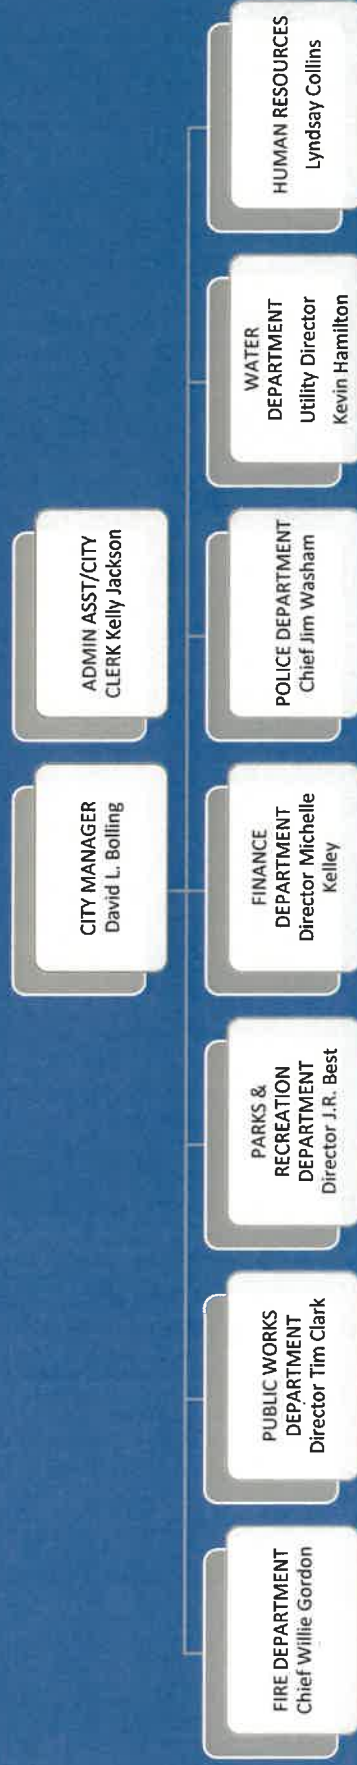 CITY MANAGER
David L. Bolling
ADMIN ASST/CITY
CLERK Kelly Jackson
FIRE DEPARTMENT
Chief Willie Gordon
PUBLIC WORKS
DEPARTMENT
Director Tim Clark
PARKS &
RECREATION
DEPARTMENT
Director J.R. Best
FINANCE
DEPARTMENT
Director Michelle
Kelley
POLICE DEPARTMENT
Chief Jim Washam
WATER
DEPARTMENT
Utility Director
Kevin Hamilton
HUMAN RESOURCES
Lyndsay Collins